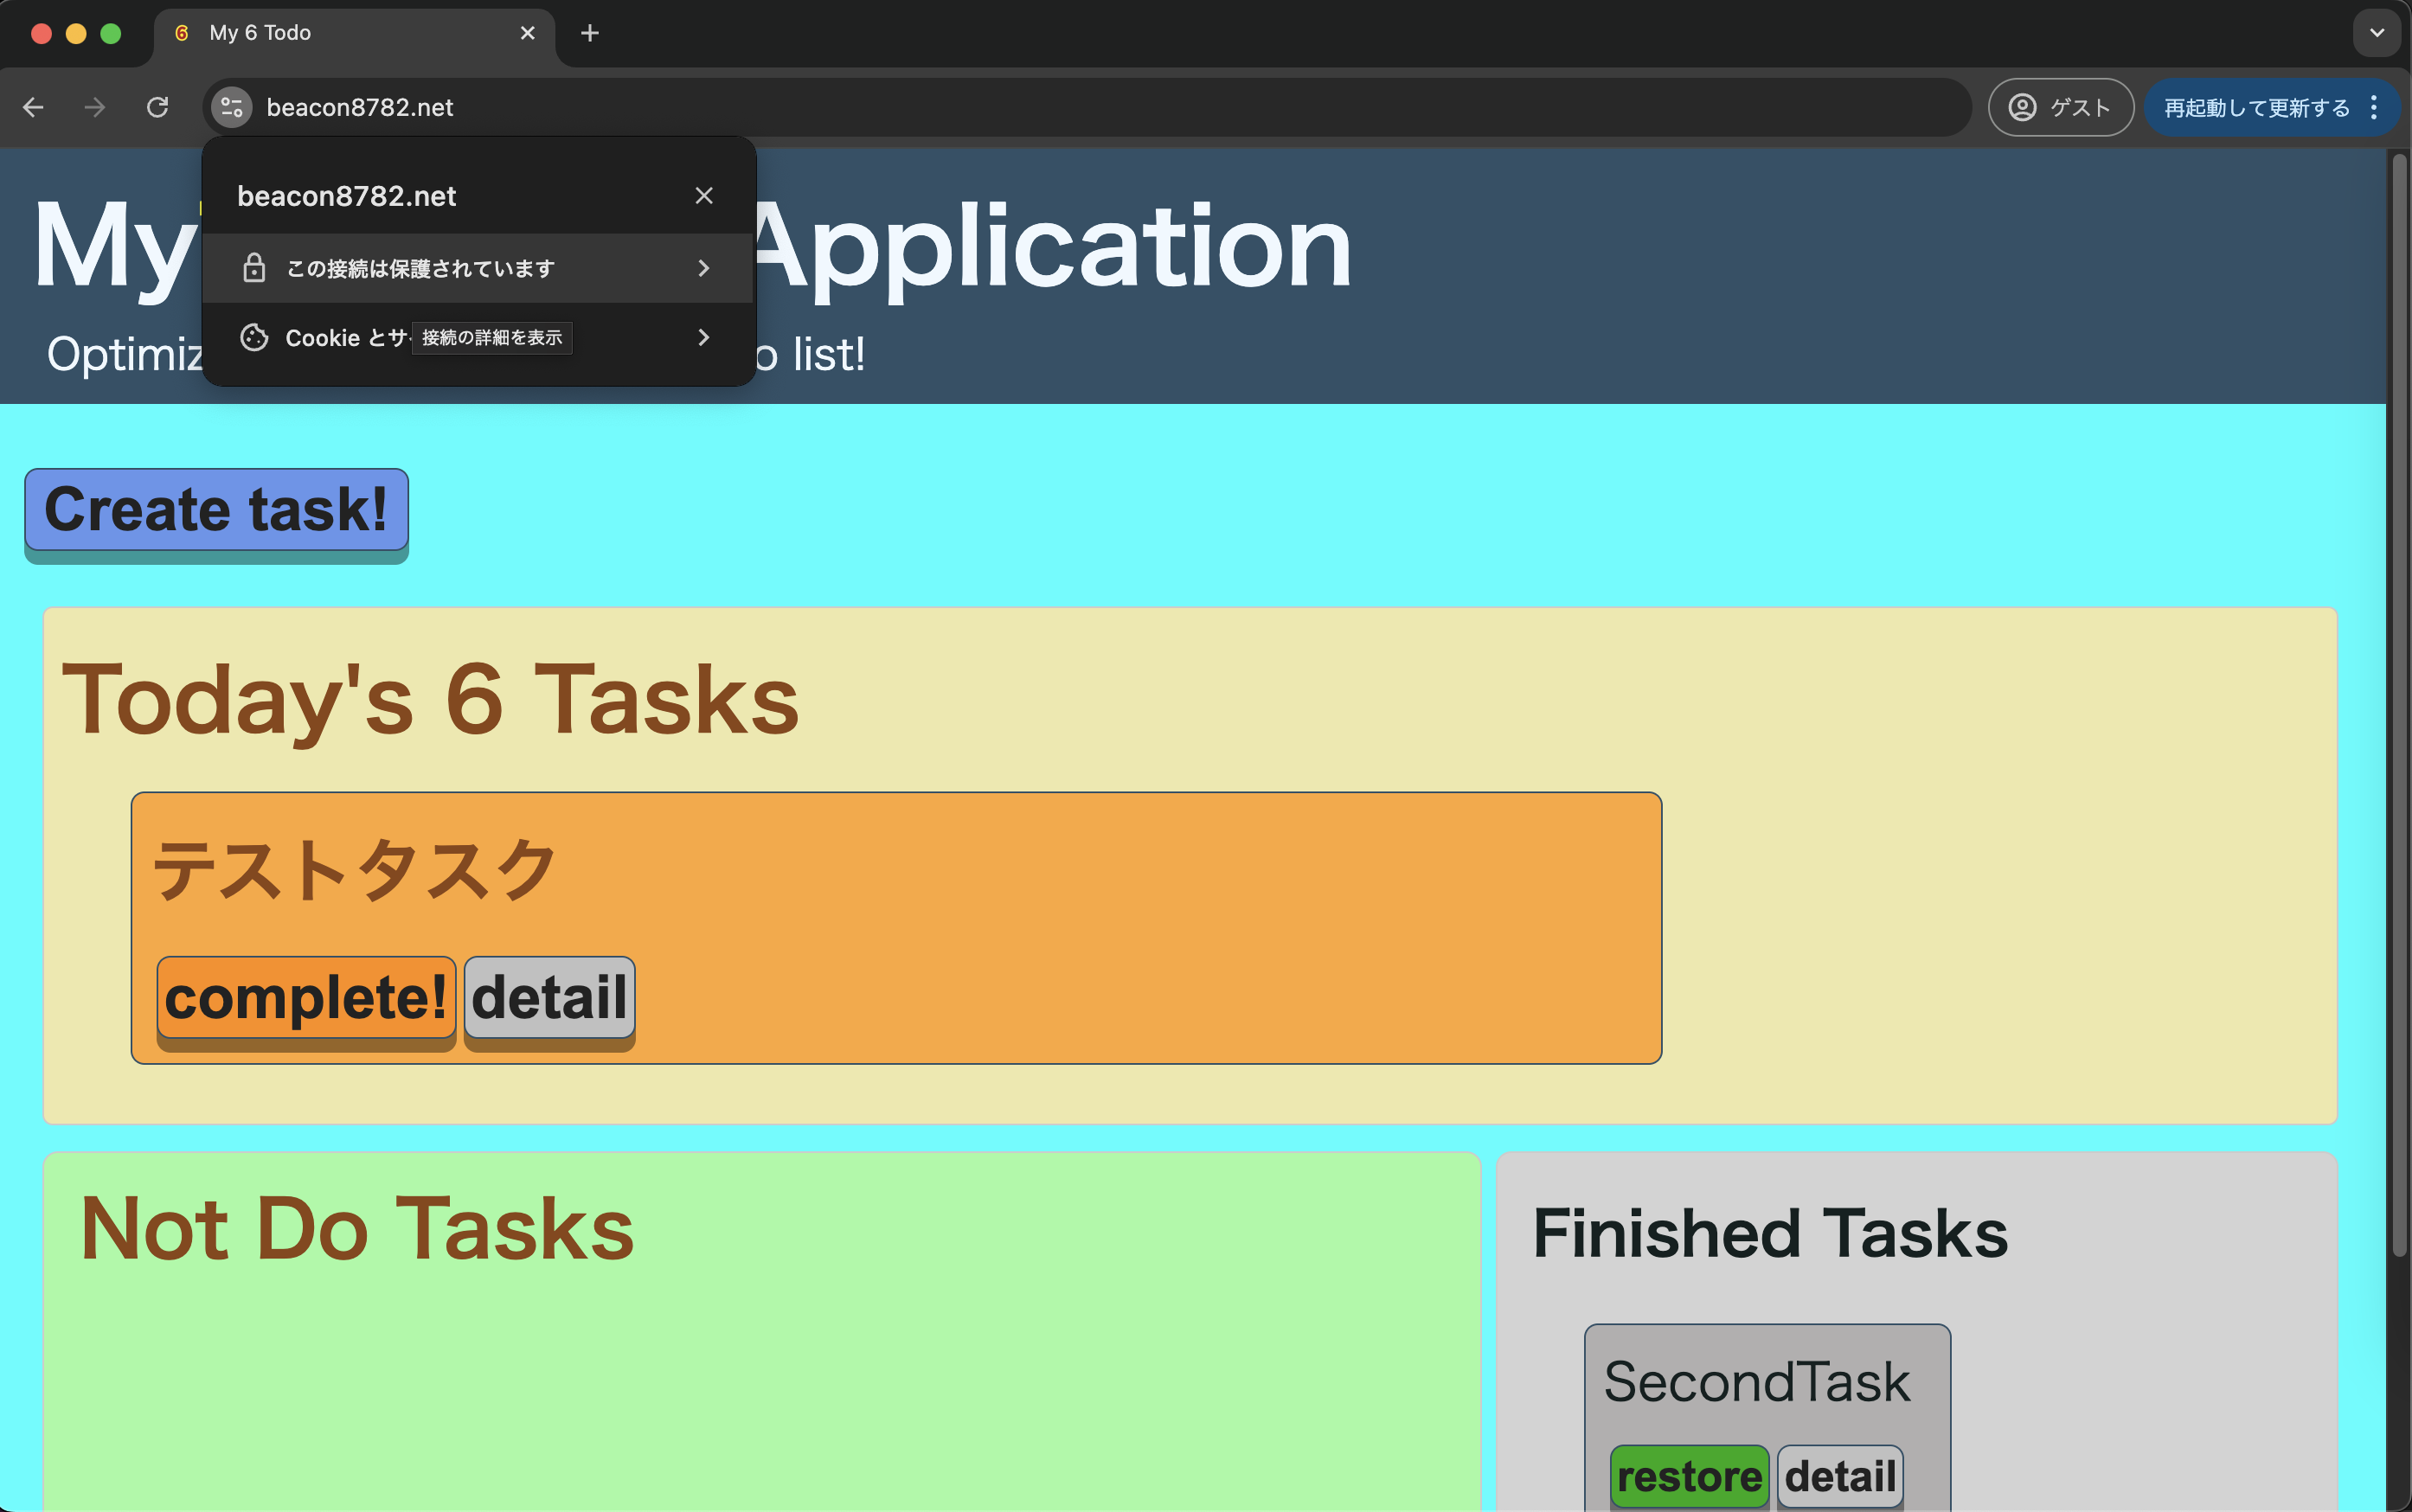 My 6 Todo
beacon8782.net
ゲスト
再起動して更新する
beacon8782.net
この接続は保護されています
Cookie とサ
接続の詳細を表示
My Application
Optimiz o list!
Create task!
Today's 6 Tasks
テストタスク
complete! detail
Not Do Tasks
Finished Tasks
SecondTask
restore detail